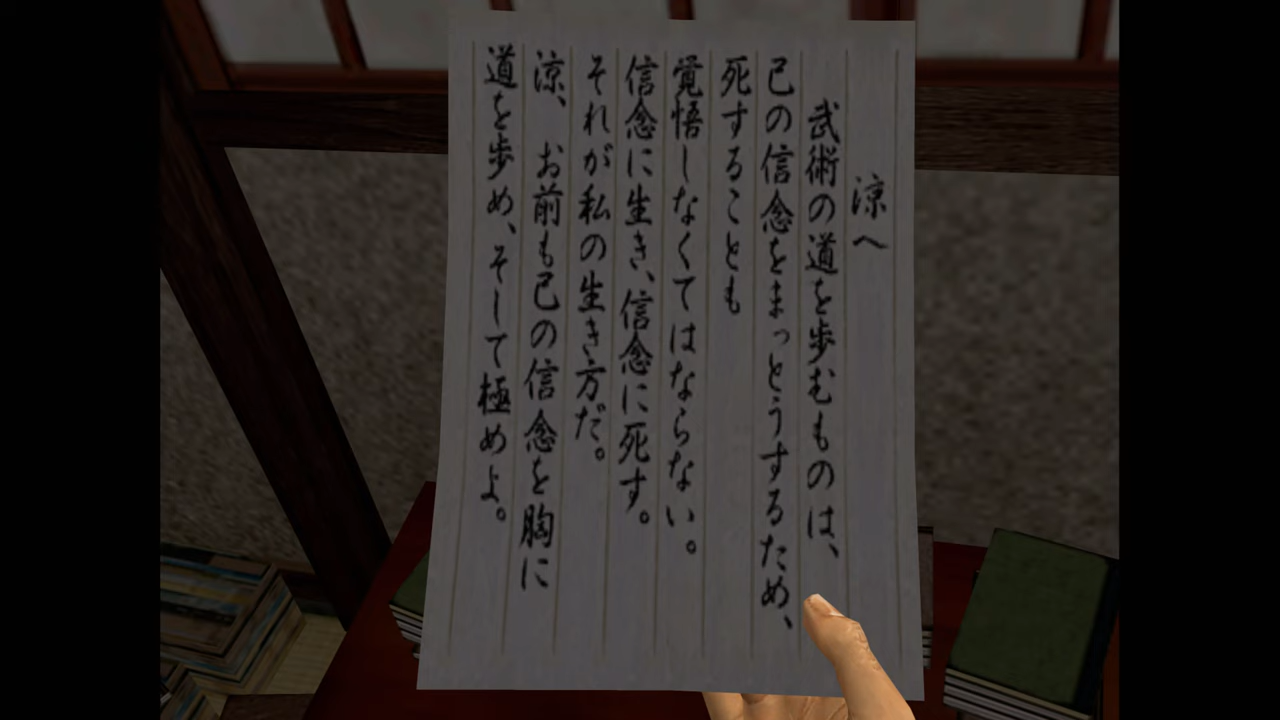 涼へ
武術の道を歩むものは、
己の信念をまっとうするため、
死することも
覚悟しなくてはならない。
信念に生き、信念に死す。
それが私の生き方だ。
涼、お前も己の信念を胸に
道を歩め、そして極めよ。